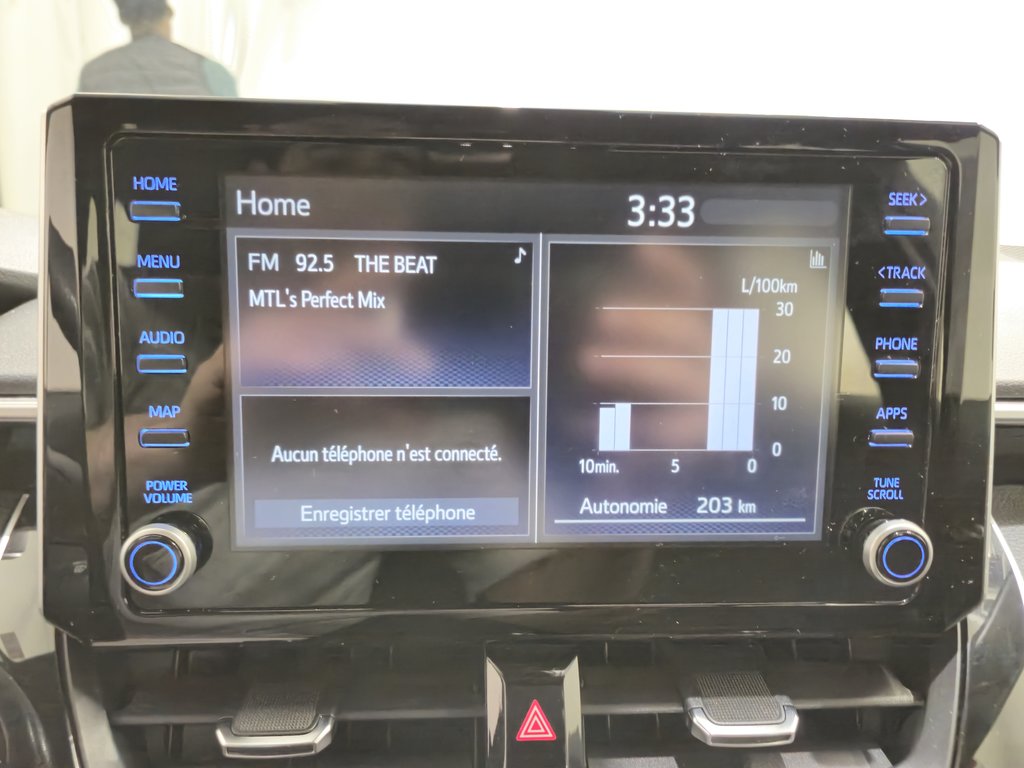 HOME
MENU
AUDIO
MAP
POWER
VOLUME
Home
3:33
FM 92.5 THE BEAT
MTL's Perfect Mix
Aucun téléphone n'est connecté.
Enregistrer téléphone
L/100km
30
20
10
0
10min. 5 0
Autonomie 203 km
SEEK>
<TRACK
PHONE
APPS
TUNE
SCROLL